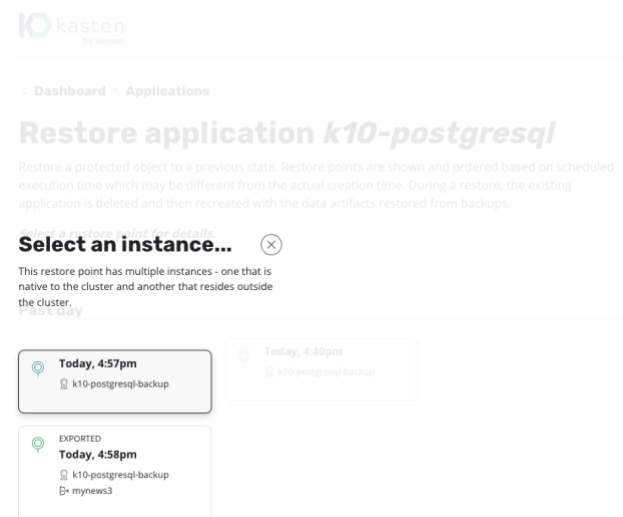 kasten
by Veeam
< Dashboard < Applications
Restore application k10-postgresql
Restore a protected object to a previous state. Restore points are shown and ordered based on scheduled
execution time which may be different from the actual creation time. During a restore, the existing
application is deleted and then recreated with the data artifacts restored from backups.
Select a restore point for details.
Select an instance...
This restore point has multiple instances - one that is
native to the cluster and another that resides outside
the cluster.
Past day
Today, 4:57pm
k10-postgresql-backup
Today, 4:40pm
k10-postgresql-backup
EXPORTED
Today, 4:58pm
k10-postgresql-backup
mynews3